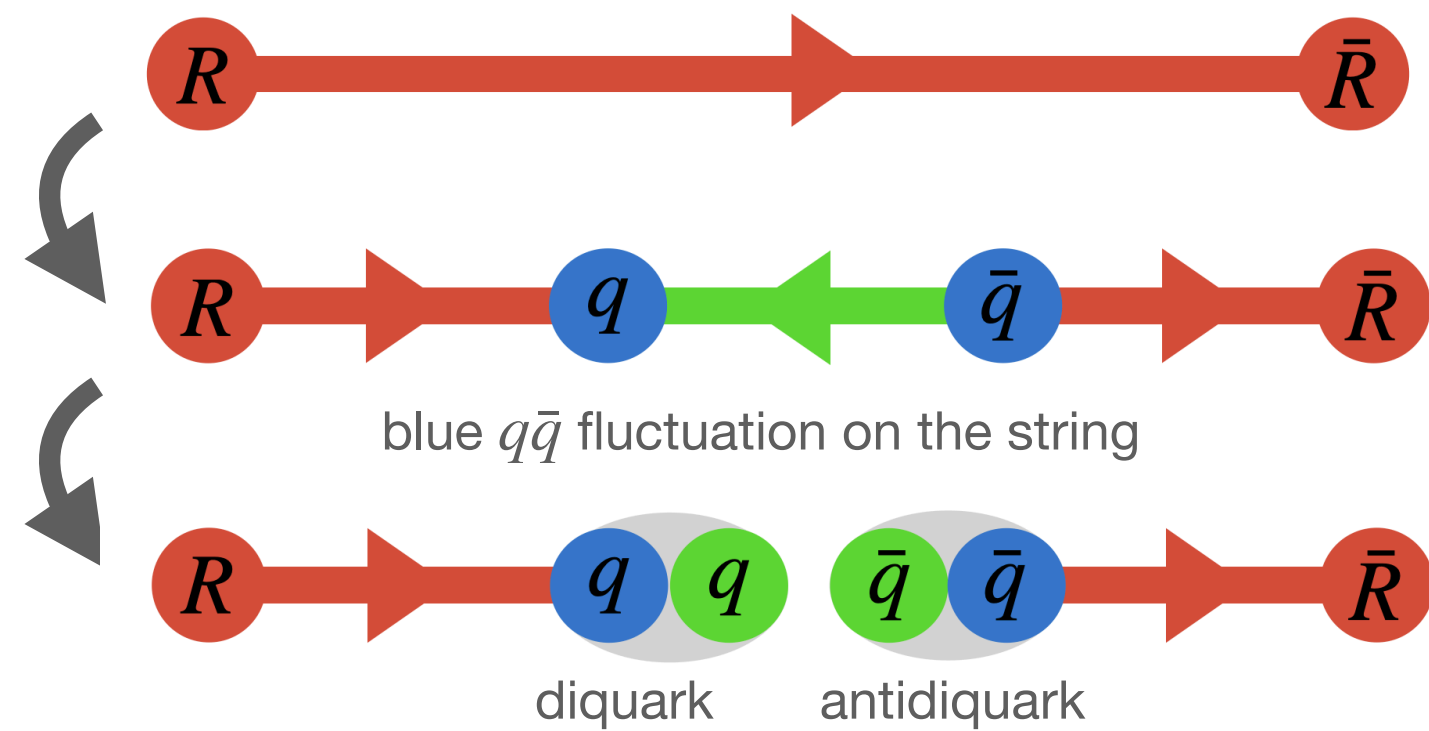 R R̄
R q q̄ R̄
blue qq̄ fluctuation on the string
R q q q̄ q̄ R̄
diquark antidiquark